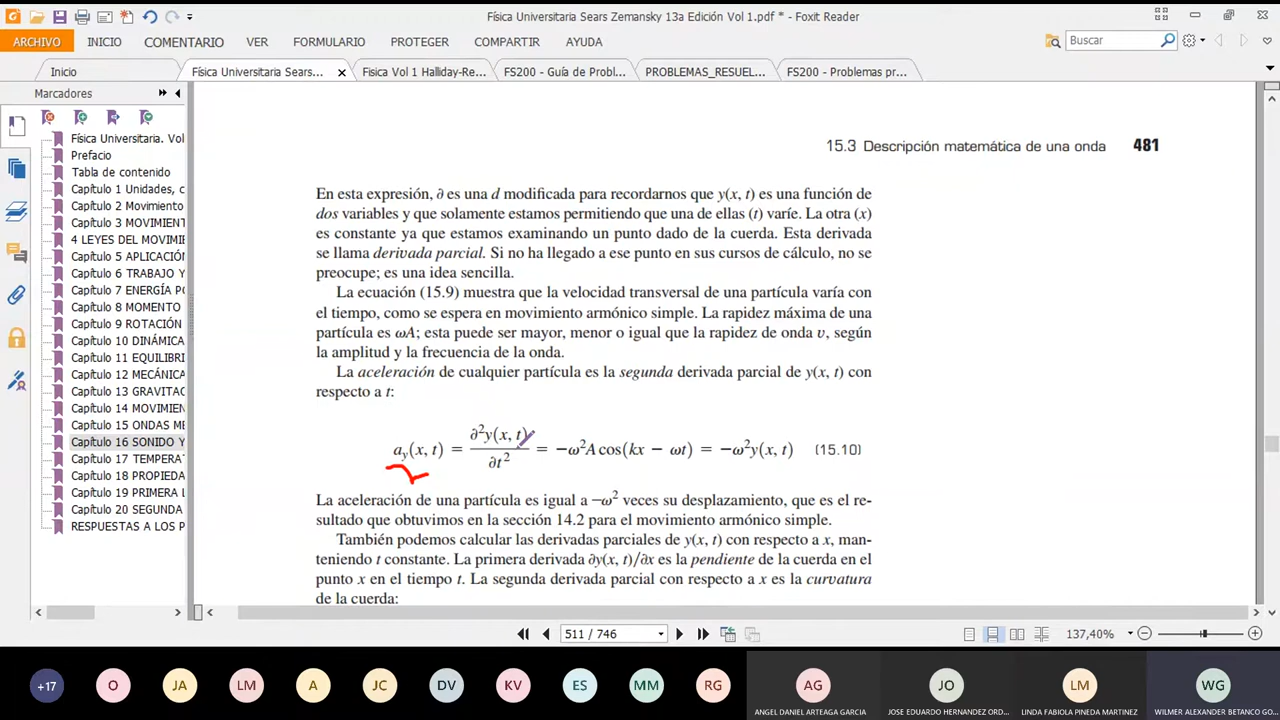 Física Universitaria Sears Zemansky 13a Edición Vol 1.pdf * - Foxit Reader
ARCHIVO INICIO COMENTARIO VER FORMULARIO PROTEGER COMPARTIR AYUDA Buscar
Inicio Física Universitaria Sears... x Fisica Vol 1 Halliday-Re... FS200 - Guía de Probl... PROBLEMAS_RESUEL... FS200 - Problemas pr...
Marcadores
Física Universitaria. Vol
Prefacio
Tabla de contenido
Capítulo 1 Unidades, c
Capítulo 2 Movimiento
Capítulo 3 MOVIMIENT
4 LEYES DEL MOVIMIE
Capítulo 5 APLICACIÓN
Capítulo 6 TRABAJO Y
Capítulo 7 ENERGÍA PO
Capítulo 8 MOMENTO
Capítulo 9 ROTACIÓN
Capítulo 10 DINÁMICA
Capítulo 11 EQUILIBRI
Capítulo 12 MECÁNICA
Capítulo 13 GRAVITAC
Capítulo 14 MOVIMIEN
Capítulo 15 ONDAS ME
Capítulo 16 SONIDO Y
Capítulo 17 TEMPERAT
Capítulo 18 PROPIEDA
Capítulo 19 PRIMERA L
Capítulo 20 SEGUNDA
RESPUESTAS A LOS P
15.3 Descripción matemática de una onda 481
En esta expresión, ∂ es una d modificada para recordarnos que y(x, t) es una función de
dos variables y que solamente estamos permitiendo que una de ellas (t) varíe. La otra (x)
es constante ya que estamos examinando un punto dado de la cuerda. Esta derivada
se llama derivada parcial. Si no ha llegado a ese punto en sus cursos de cálculo, no se
preocupe; es una idea sencilla.
La ecuación (15.9) muestra que la velocidad transversal de una partícula varía con
el tiempo, como se espera en movimiento armónico simple. La rapidez máxima de una
partícula es ωA; esta puede ser mayor, menor o igual que la rapidez de onda v, según
la amplitud y la frecuencia de la onda.
La aceleración de cualquier partícula es la segunda derivada parcial de y(x, t) con
respecto a t:
a_y(x, t) = ∂²y(x, t)/∂t² = −ω²A cos(kx − ωt) = −ω²y(x, t) (15.10)
La aceleración de una partícula es igual a −ω² veces su desplazamiento, que es el re-
sultado que obtuvimos en la sección 14.2 para el movimiento armónico simple.
También podemos calcular las derivadas parciales de y(x, t) con respecto a x, man-
teniendo t constante. La primera derivada ∂y(x, t)/∂x es la pendiente de la cuerda en el
punto x en el tiempo t. La segunda derivada parcial con respecto a x es la curvatura
de la cuerda:
511 / 746 137,40%
+17 O JA LM A JC DV KV ES MM RG AG JO LM WG
ANGEL DANIEL ARTEAGA GARCIA JOSE EDUARDO HERNANDEZ ORD... LINDA FABIOLA PINEDA MARTINEZ WILMER ALEXANDER BETANCO GO...